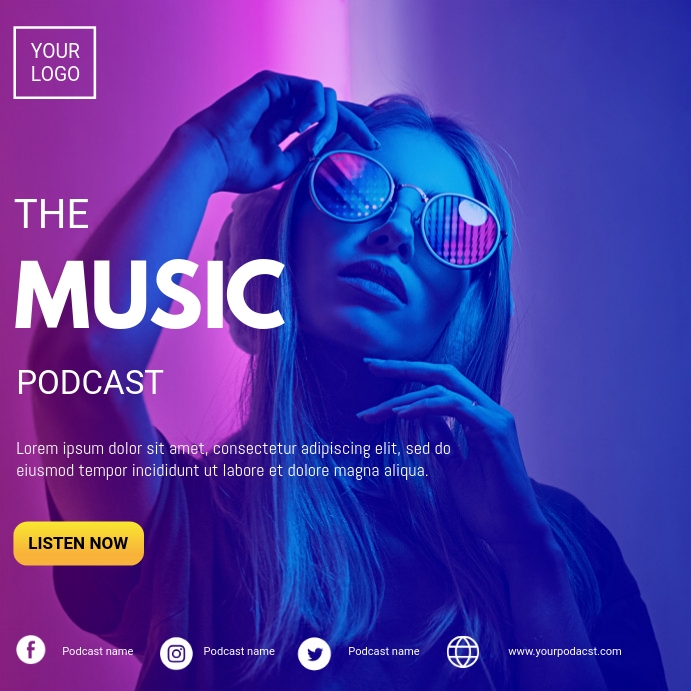 YOUR
LOGO
THE
MUSIC
PODCAST
Lorem ipsum dolor sit amet, consectetur adipiscing elit, sed do
eiusmod tempor incididunt ut labore et dolore magna aliqua.
LISTEN NOW
Podcast name Podcast name Podcast name www.yourpodacst.com